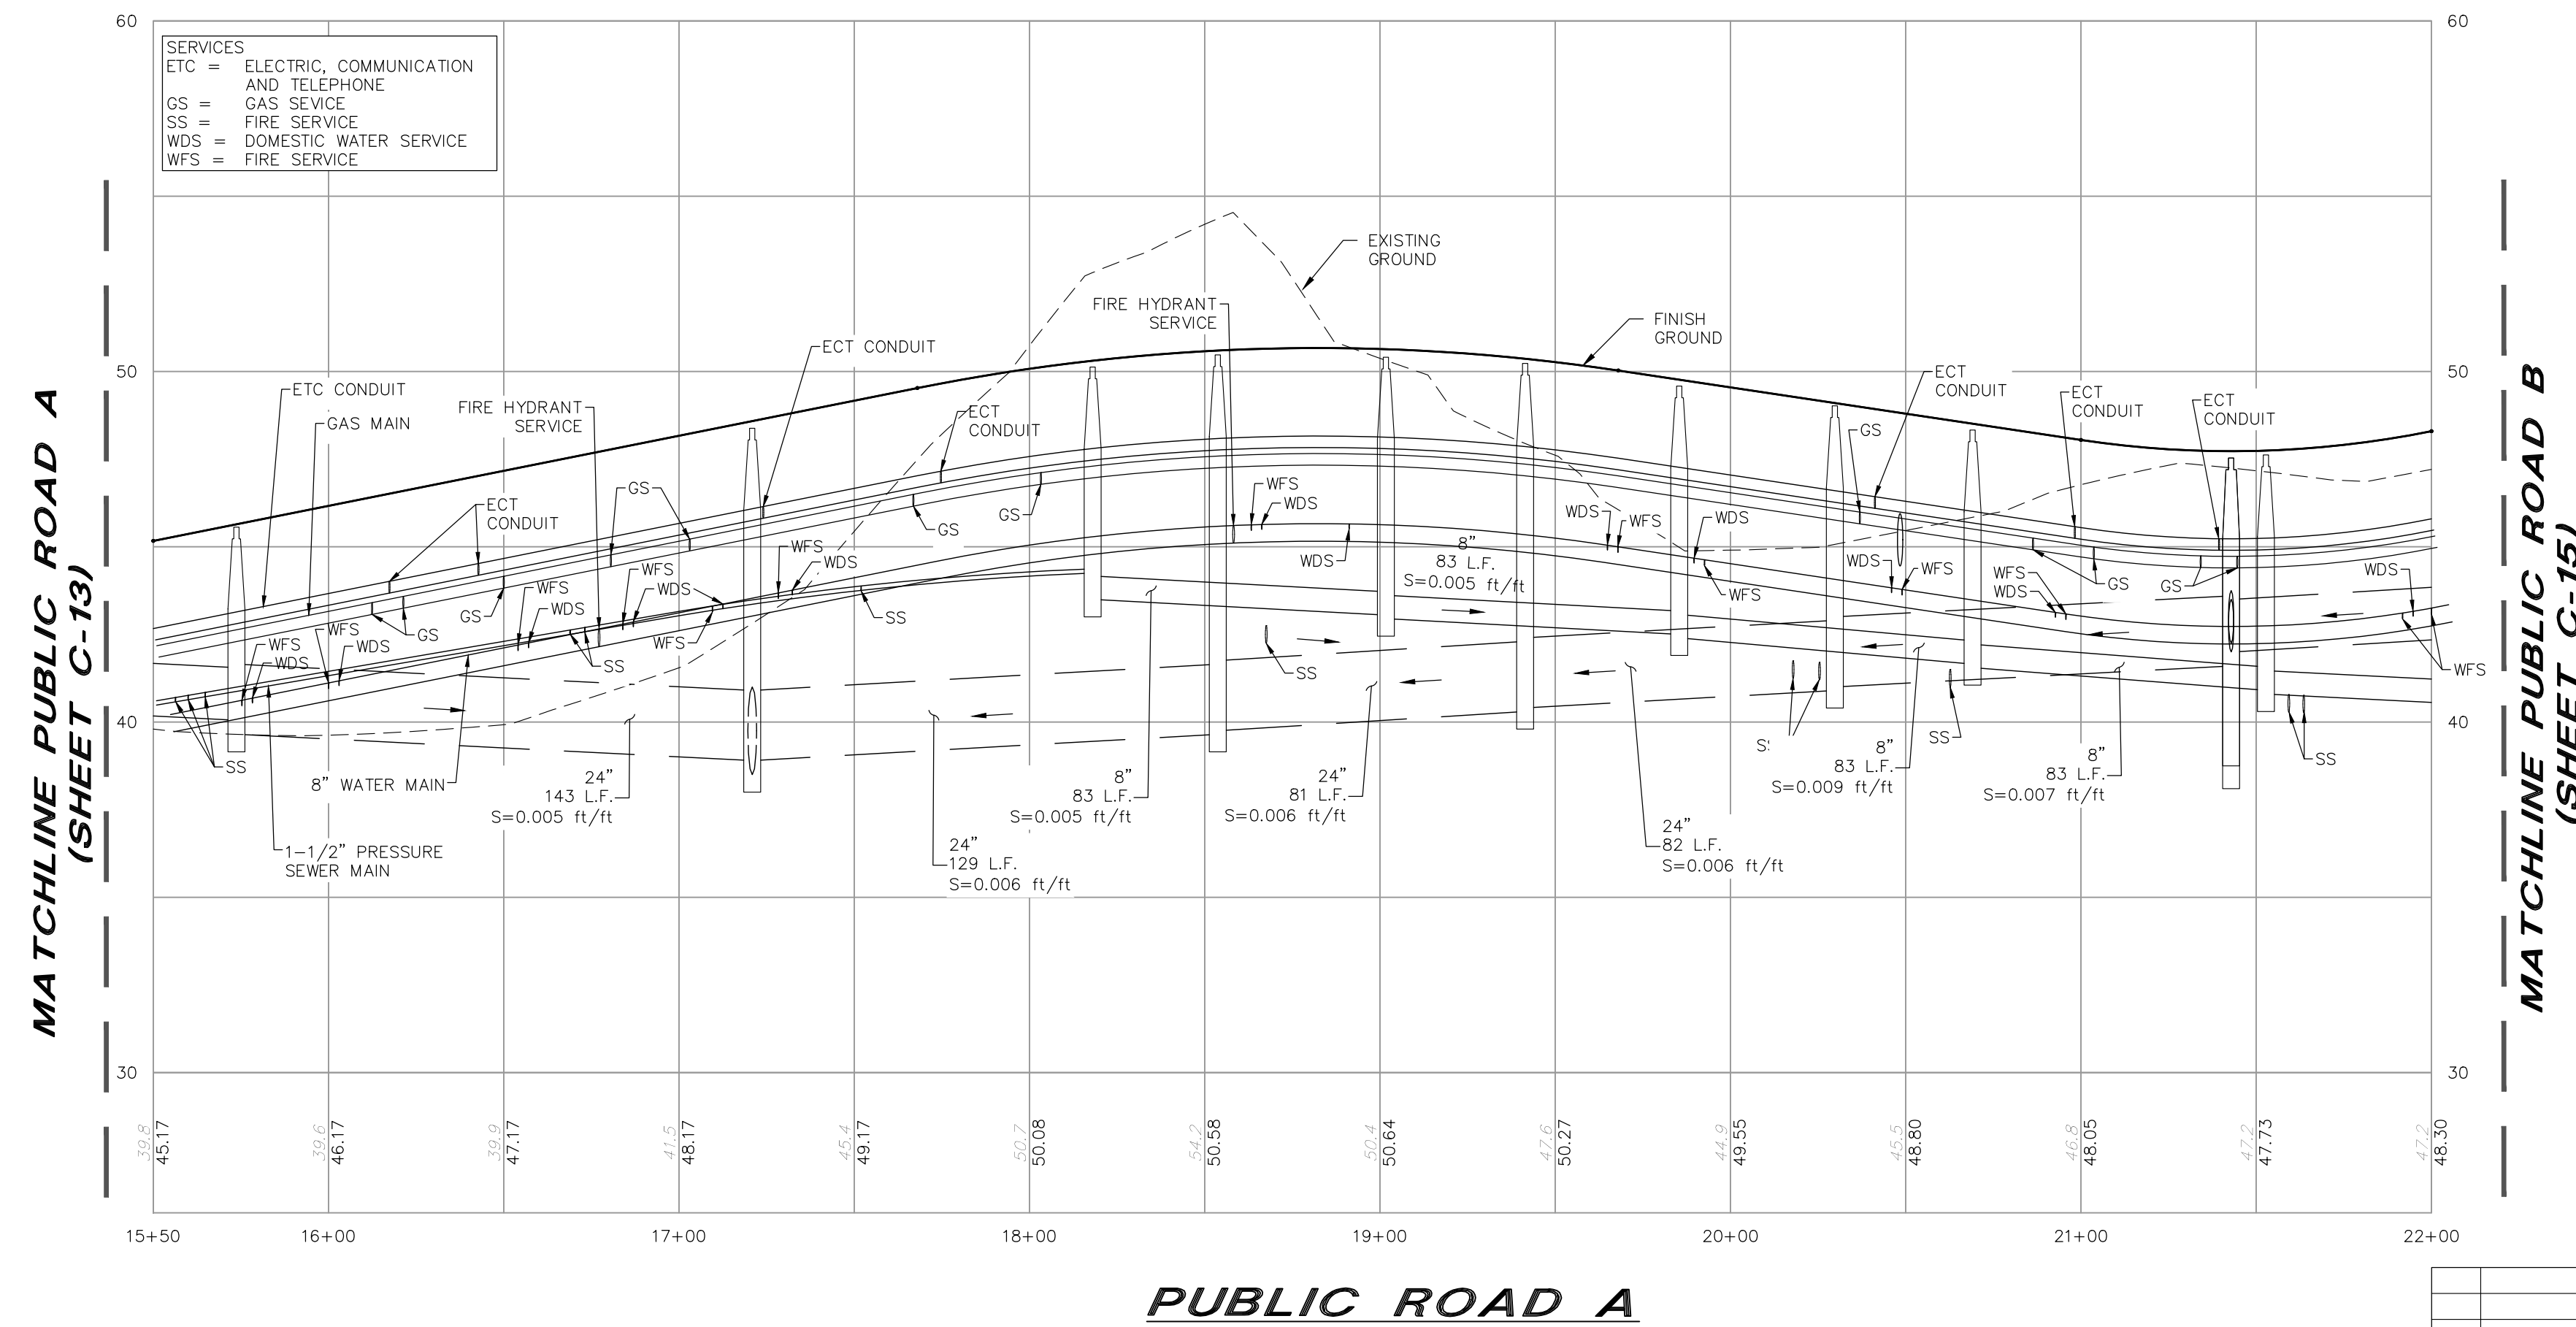 60
60
SERVICES
ETC = ELECTRIC, COMMUNICATION
AND TELEPHONE
GS = GAS SEVICE
SS = FIRE SERVICE
WDS = DOMESTIC WATER SERVICE
WFS = FIRE SERVICE
EXISTING
GROUND
FIRE HYDRANT
SERVICE
FINISH
GROUND
ECT CONDUIT
50
50
ECT
CONDUIT
ETC CONDUIT
GAS MAIN
FIRE HYDRANT
SERVICE
ECT
CONDUIT
ECT
CONDUIT
ECT
CONDUIT
GS
GS
ECT
CONDUIT
GS
GS
WFS
WDS
WDS
WFS
WDS
WFS
WDS
8"
83 L.F.
S=0.005 ft/ft
WDS
WFS
WDS
WFS
WFS
WDS
GS
GS
WDS
WFS
WFS
WDS
WFS
WDS
WFS
GS
GS
WFS
WDS
SS
WFS
WDS
WFS
WDS
SS
SS
SS
40
40
SS
8" WATER MAIN
24"
143 L.F.
S=0.005 ft/ft
8"
83 L.F.
S=0.005 ft/ft
24"
81 L.F.
S=0.006 ft/ft
8"
83 L.F.
S=0.009 ft/ft
SS
8"
83 L.F.
S=0.007 ft/ft
SS
1-1/2" PRESSURE
SEWER MAIN
24"
129 L.F.
S=0.006 ft/ft
24"
82 L.F.
S=0.006 ft/ft
30
30
39.8
45.17
39.6
46.17
39.9
47.17
41.5
48.17
45.4
49.17
50.7
50.08
54.2
50.58
50.4
50.64
47.6
50.27
44.9
49.55
45.5
48.80
46.8
48.05
47.2
47.73
47.2
48.30
15+50
16+00
17+00
18+00
19+00
20+00
21+00
22+00
MATCHLINE PUBLIC ROAD A
(SHEET C-13)
MATCHLINE PUBLIC ROAD B
(SHEET C-15)
PUBLIC ROAD A